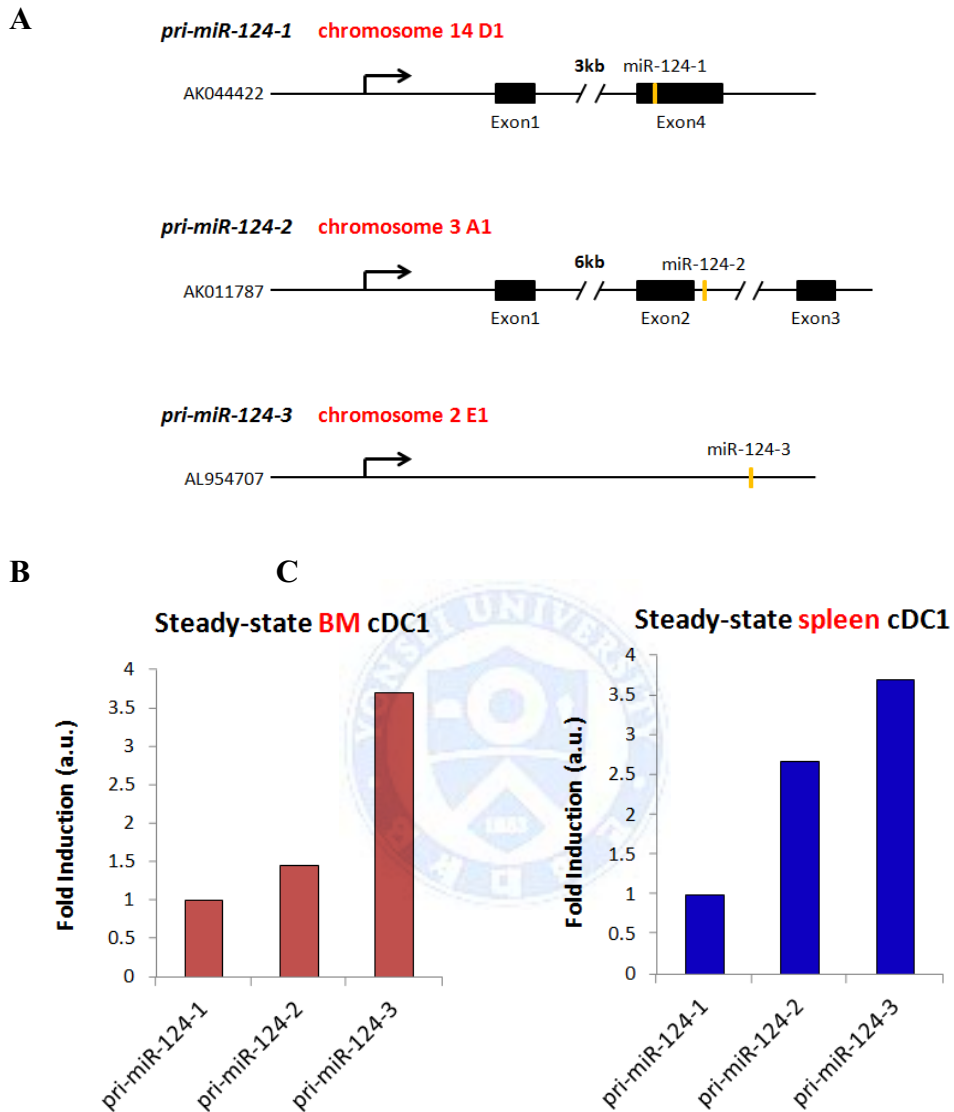 A
pri-miR-124-1 chromosome 14 D1
3kb miR-124-1
AK044422
Exon1 Exon4
pri-miR-124-2 chromosome 3 A1
6kb miR-124-2
AK011787
Exon1 Exon2 Exon3
pri-miR-124-3 chromosome 2 E1
miR-124-3
AL954707
B
Steady-state BM cDC1
Fold Induction (a.u.)
4
3.5
3
2.5
2
1.5
1
0.5
0
pri-miR-124-1
pri-miR-124-2
pri-miR-124-3
C
Steady-state spleen cDC1
Fold Induction (a.u.)
4
3.5
3
2.5
2
1.5
1
0.5
0
pri-miR-124-1
pri-miR-124-2
pri-miR-124-3
YONSEI UNIVERSITY
1885